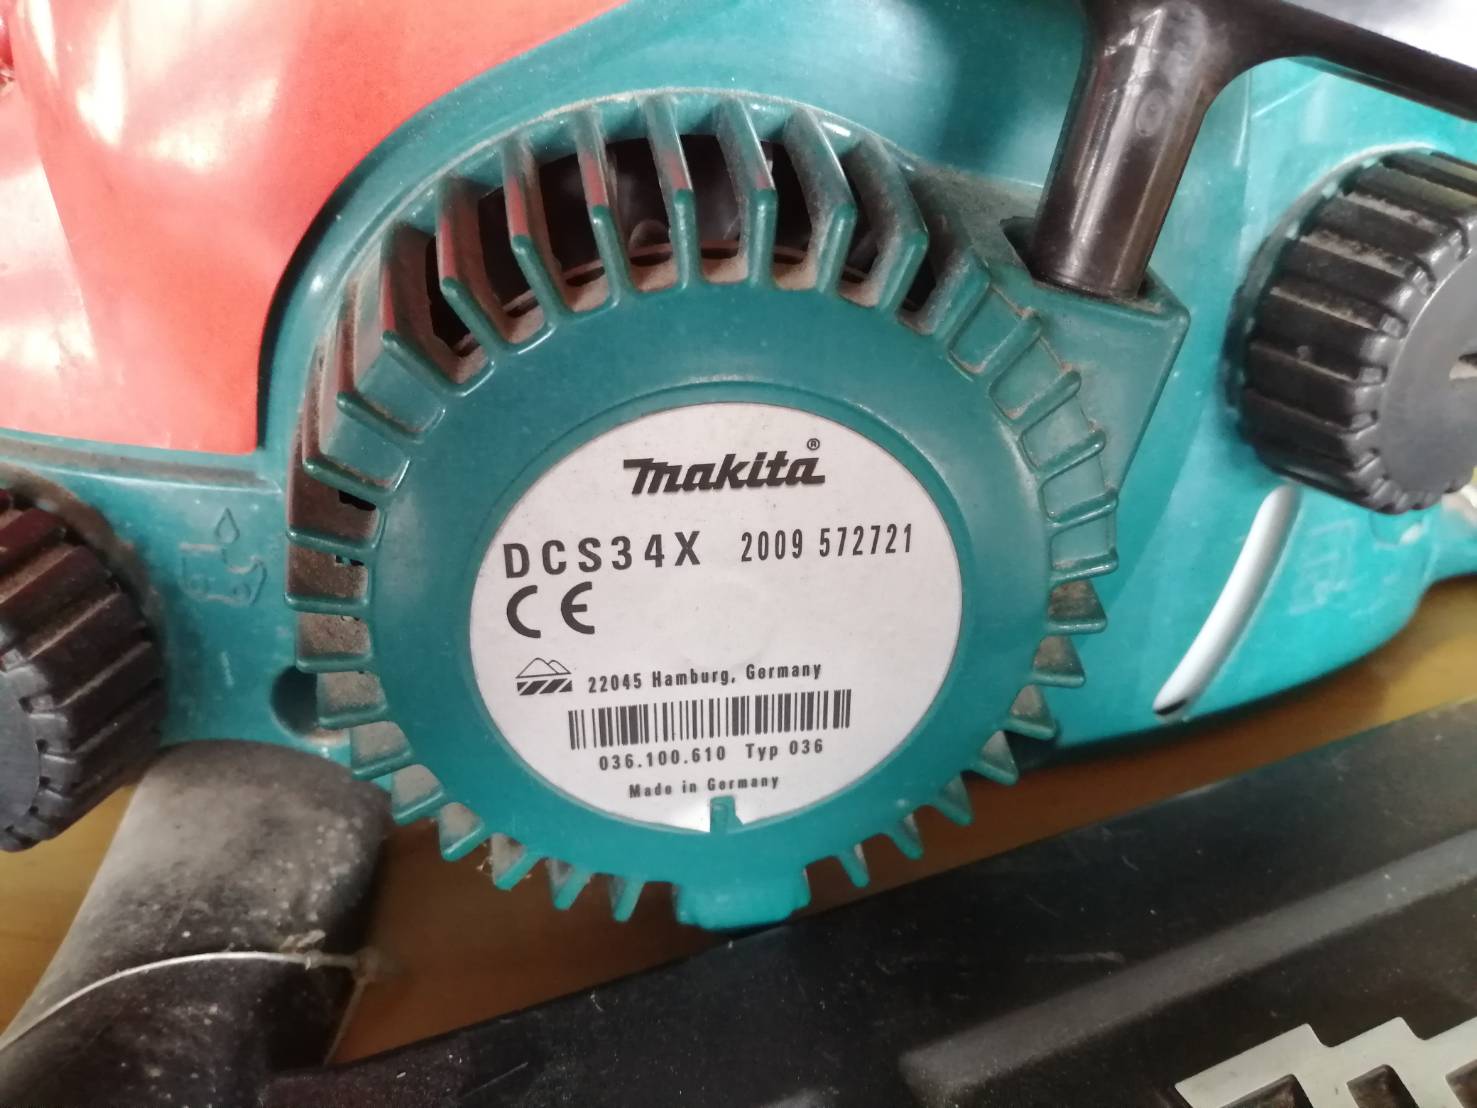 makita®
DCS34X 2009 572721
CE
22045 Hamburg, Germany
036.100.610 Typ 036
Made in Germany